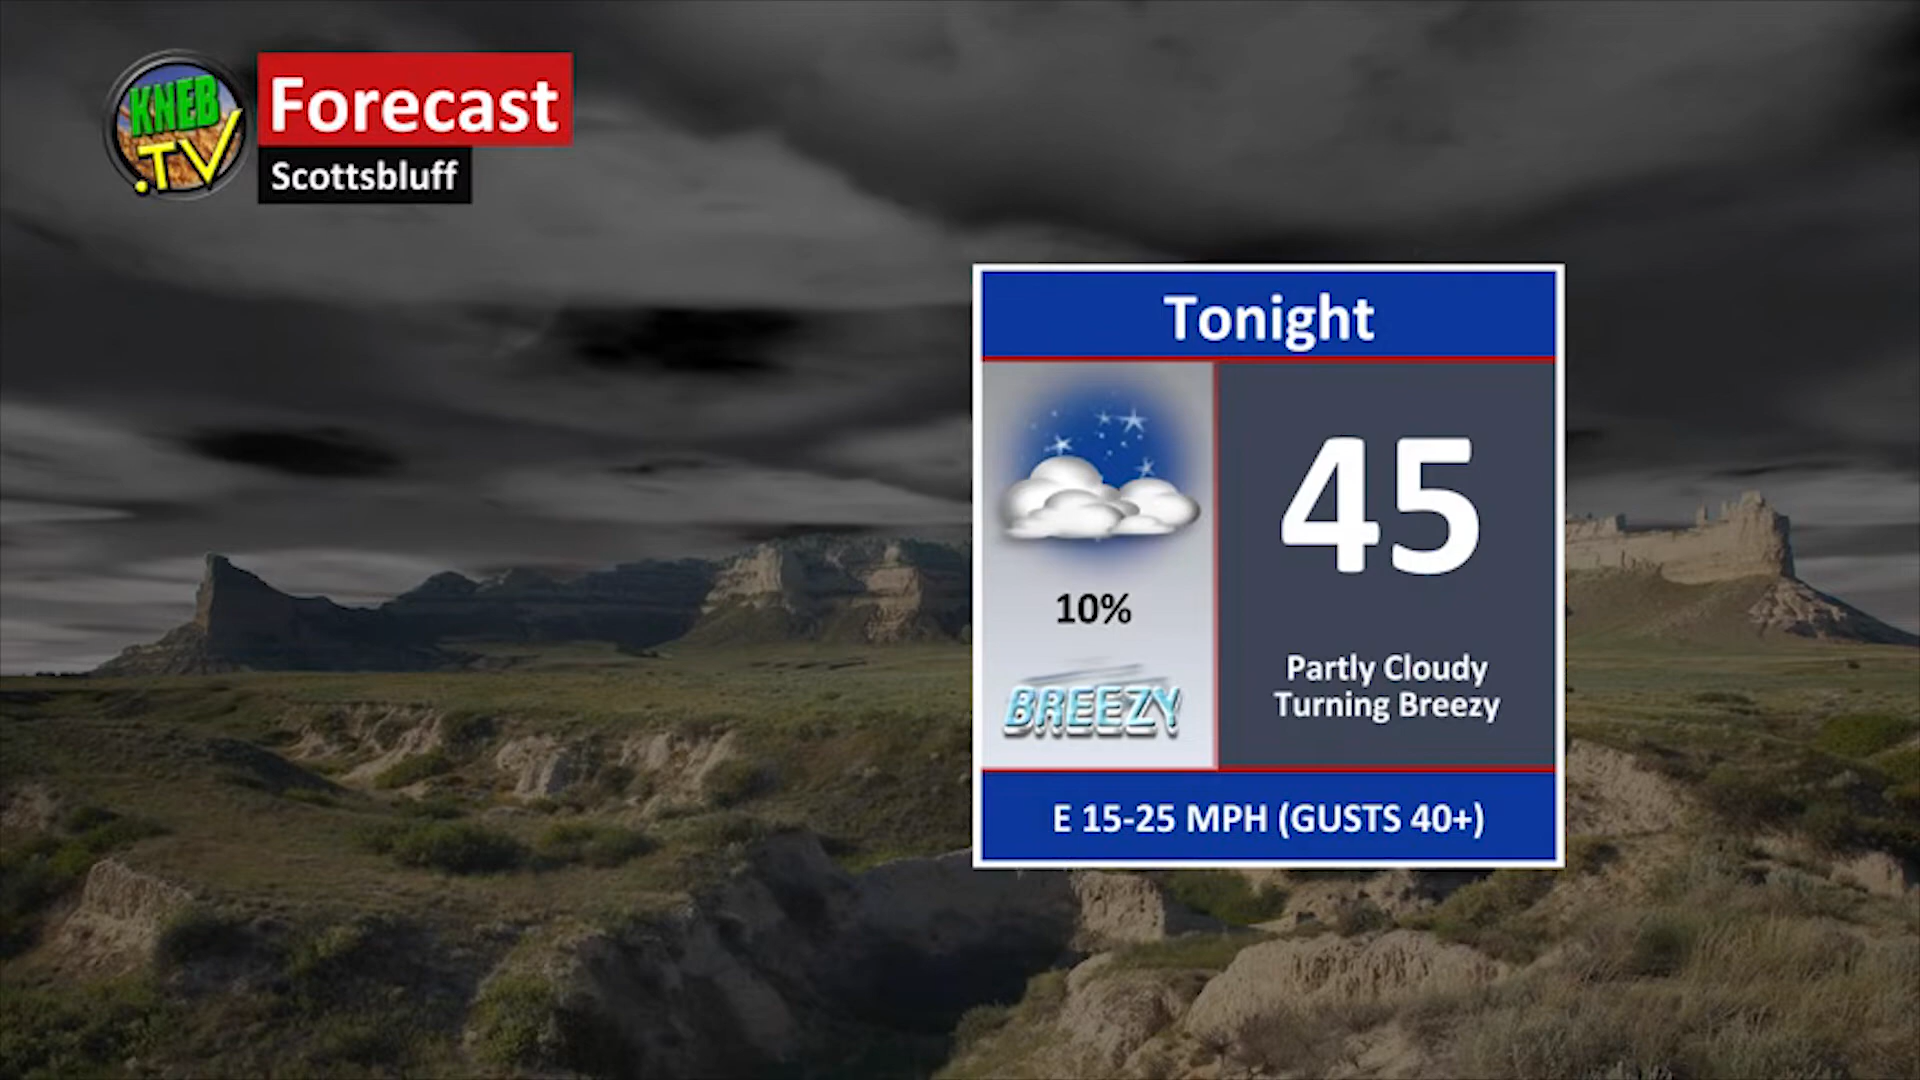 KNEB
.TV
Forecast
Scottsbluff
Tonight
10%
BREEZY
45
Partly Cloudy
Turning Breezy
E 15-25 MPH (GUSTS 40+)